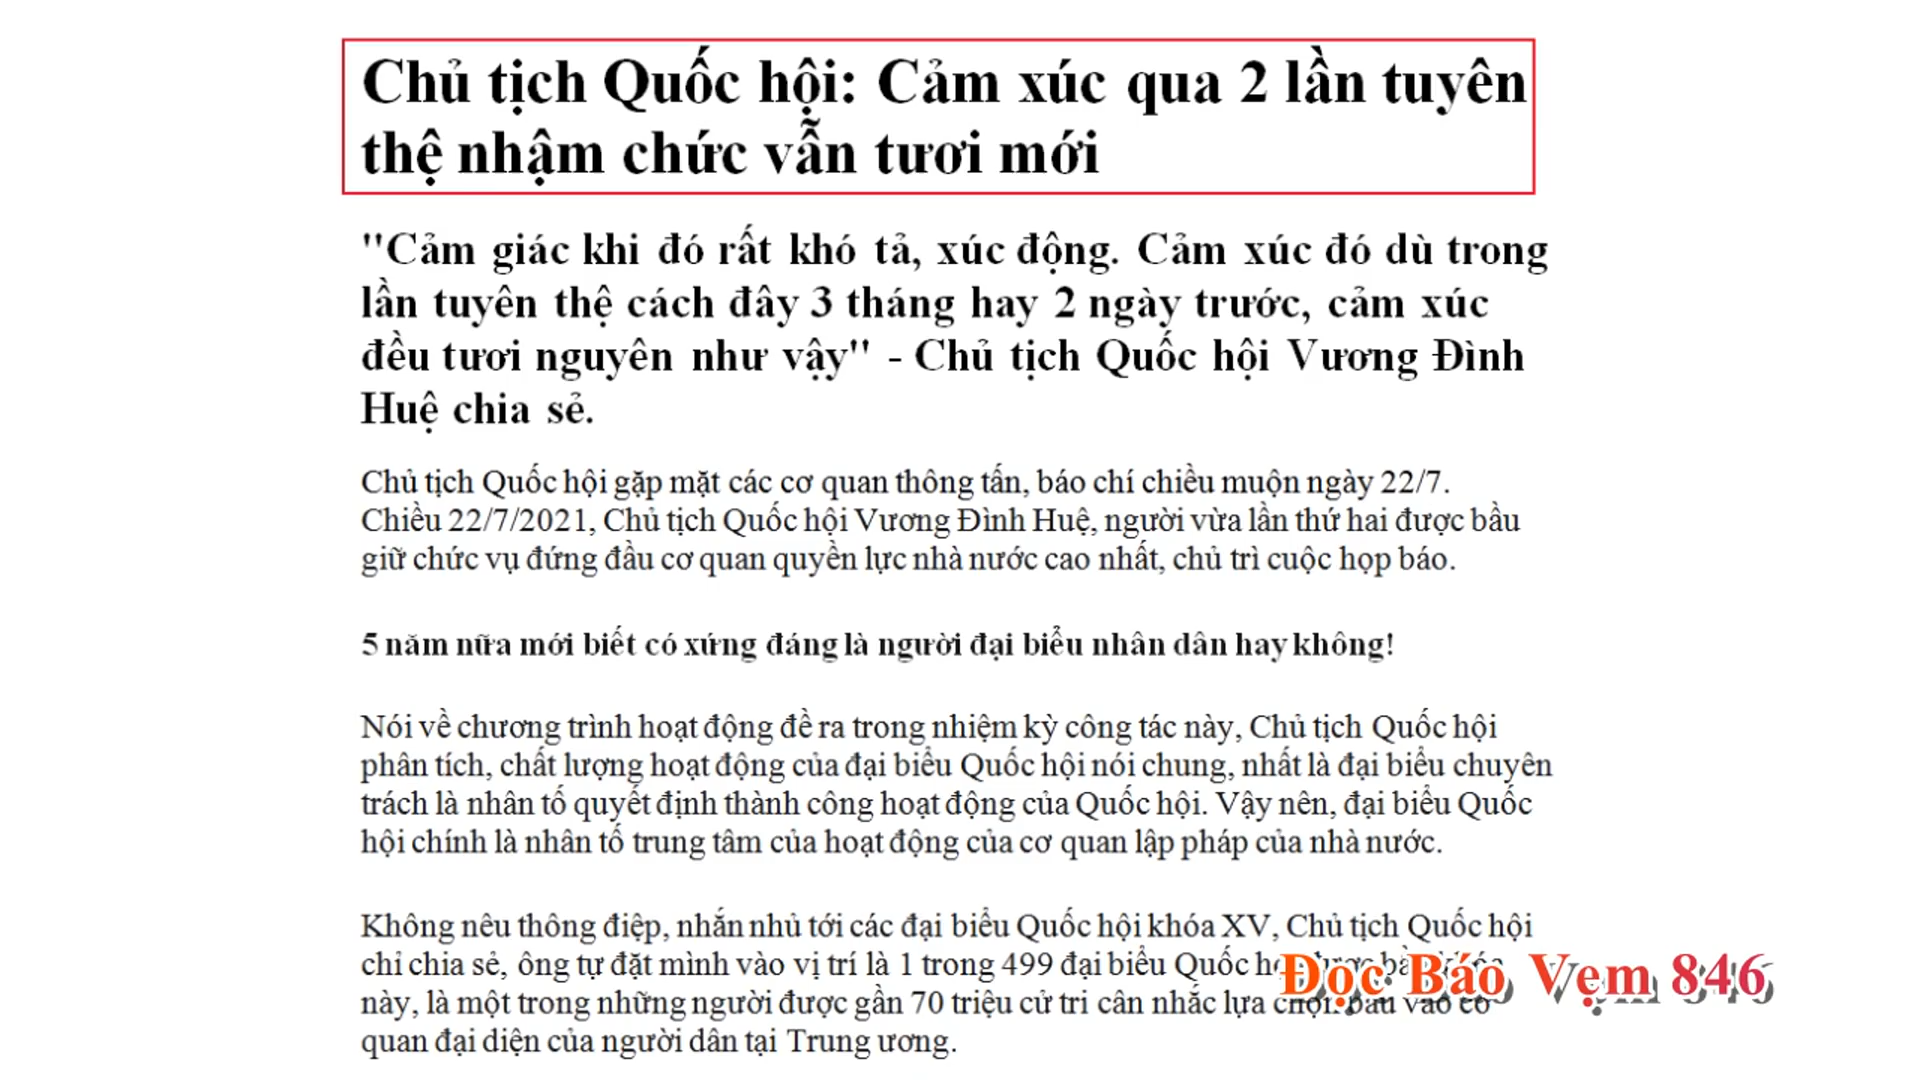 Chủ tịch Quốc hội: Cảm xúc qua 2 lần tuyên
thệ nhậm chức vẫn tươi mới
"Cảm giác khi đó rất khó tả, xúc động. Cảm xúc đó dù trong
lần tuyên thệ cách đây 3 tháng hay 2 ngày trước, cảm xúc
đều tươi nguyên như vậy" - Chủ tịch Quốc hội Vương Đình
Huệ chia sẻ.
Chủ tịch Quốc hội gặp mặt các cơ quan thông tấn, báo chí chiều muộn ngày 22/7.
Chiều 22/7/2021, Chủ tịch Quốc hội Vương Đình Huệ, người vừa lần thứ hai được bầu
giữ chức vụ đứng đầu cơ quan quyền lực nhà nước cao nhất, chủ trì cuộc họp báo.
5 năm nữa mới biết có xứng đáng là người đại biểu nhân dân hay không!
Nói về chương trình hoạt động đề ra trong nhiệm kỳ công tác này, Chủ tịch Quốc hội
phân tích, chất lượng hoạt động của đại biểu Quốc hội nói chung, nhất là đại biểu chuyên
trách là nhân tố quyết định thành công hoạt động của Quốc hội. Vậy nên, đại biểu Quốc
hội chính là nhân tố trung tâm của hoạt động của cơ quan lập pháp của nhà nước.
Không nêu thông điệp, nhắn nhủ tới các đại biểu Quốc hội khóa XV, Chủ tịch Quốc hội
chỉ chia sẻ, ông tự đặt mình vào vị trí là 1 trong 499 đại biểu Quốc
này, là một trong những người được gần 70 triệu cử tri cân nhắc lựa chọn bầu vào cơ
quan đại diện của người dân tại Trung ương.
Đọc Báo Vẹm 846